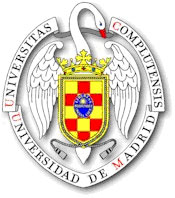 UNIVERSITAS
COMPLUTENSIS
UNIVERSIDAD DE MADRID